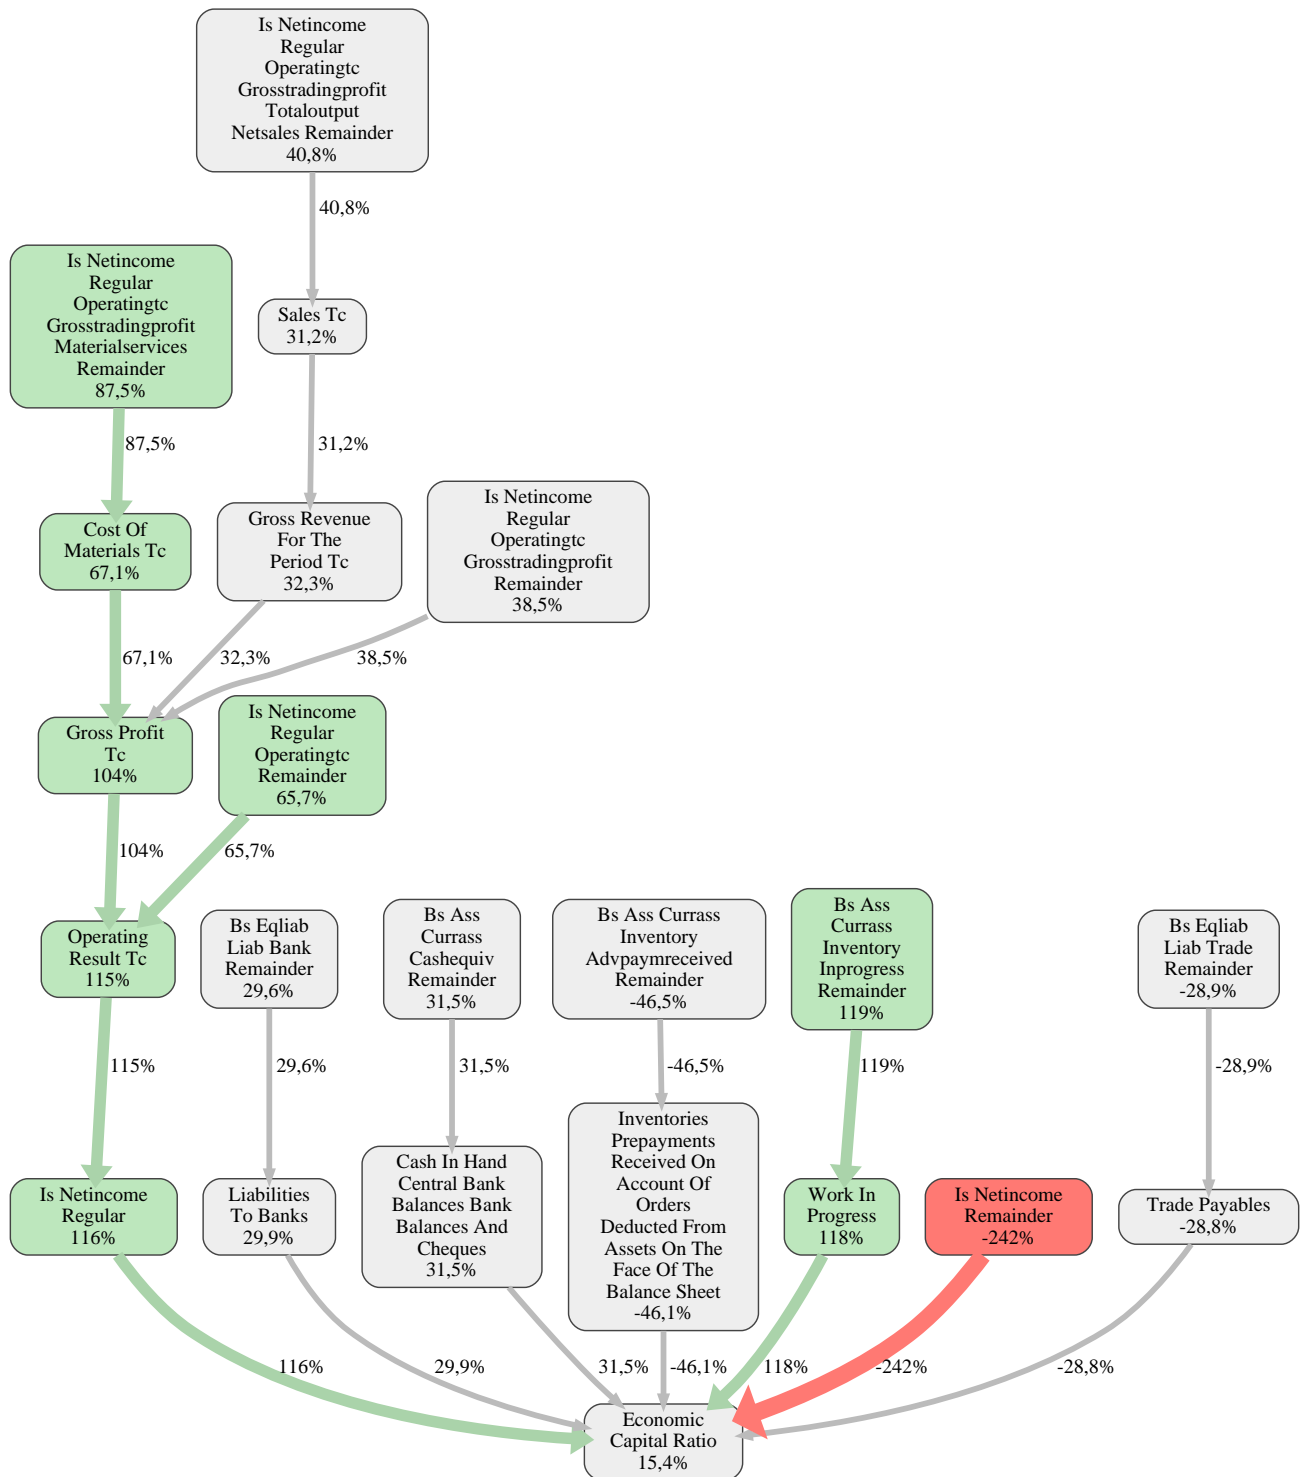 Is Netincome
Regular
Operatingtc
Grosstradingprofit
Totaloutput
Netsales Remainder
40,8%
40,8%
Is Netincome
Regular
Operatingtc
Grosstradingprofit
Materialservices
Remainder
87,5%
Sales Tc
31,2%
87,5%
31,2%
Is Netincome
Regular
Operatingtc
Grosstradingprofit
Remainder
38,5%
Gross Revenue
For The
Period Tc
32,3%
Cost Of
Materials Tc
67,1%
67,1%
32,3%
38,5%
Is Netincome
Regular
Operatingtc
Remainder
65,7%
Gross Profit
Tc
104%
104%
65,7%
Operating
Result Tc
115%
Bs Eqliab
Liab Bank
Remainder
29,6%
Bs Ass
Currass
Cashequiv
Remainder
31,5%
Bs Ass Currass
Inventory
Advpaymreceived
Remainder
-46,5%
Bs Ass
Currass
Inventory
Inprogress
Remainder
119%
Bs Eqliab
Liab Trade
Remainder
-28,9%
115%
29,6%
31,5%
-46,5%
119%
-28,9%
Is Netincome
Regular
116%
Liabilities
To Banks
29,9%
Cash In Hand
Central Bank
Balances Bank
Balances And
Cheques
31,5%
Inventories
Prepayments
Received On
Account Of
Orders
Deducted From
Assets On The
Face Of The
Balance Sheet
-46,1%
Work In
Progress
118%
Is Netincome
Remainder
-242%
Trade Payables
-28,8%
116%
29,9%
31,5%
-46,1%
118%
-242%
-28,8%
Economic
Capital Ratio
15,4%